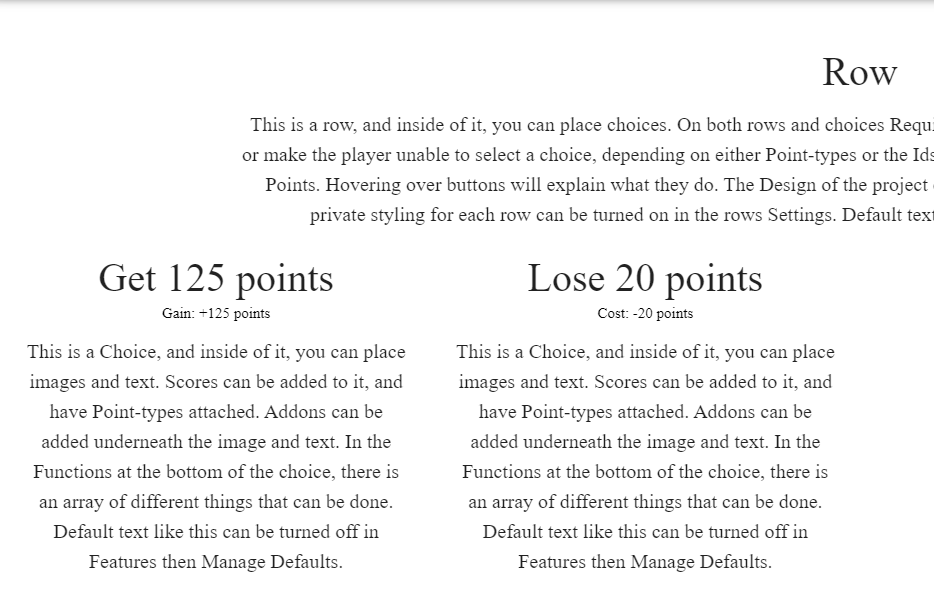 Row
This is a row, and inside of it, you can place choices. On both rows and choices Requi
or make the player unable to select a choice, depending on either Point-types or the Ids
Points. Hovering over buttons will explain what they do. The Design of the project
private styling for each row can be turned on in the rows Settings. Default text
Get 125 points
Gain: +125 points
This is a Choice, and inside of it, you can place
images and text. Scores can be added to it, and
have Point-types attached. Addons can be
added underneath the image and text. In the
Functions at the bottom of the choice, there is
an array of different things that can be done.
Default text like this can be turned off in
Features then Manage Defaults.
Lose 20 points
Cost: -20 points
This is a Choice, and inside of it, you can place
images and text. Scores can be added to it, and
have Point-types attached. Addons can be
added underneath the image and text. In the
Functions at the bottom of the choice, there is
an array of different things that can be done.
Default text like this can be turned off in
Features then Manage Defaults.